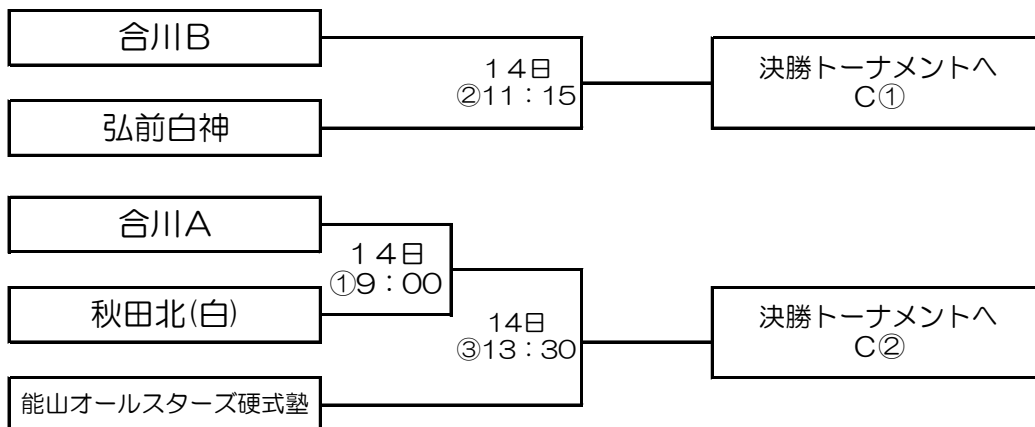 合川B
14日
②11：15
決勝トーナメントへ
C①
弘前白神
合川A
14日
①9：00
秋田北(白)
14日
③13：30
決勝トーナメントへ
C②
能山オールスターズ硬式塾